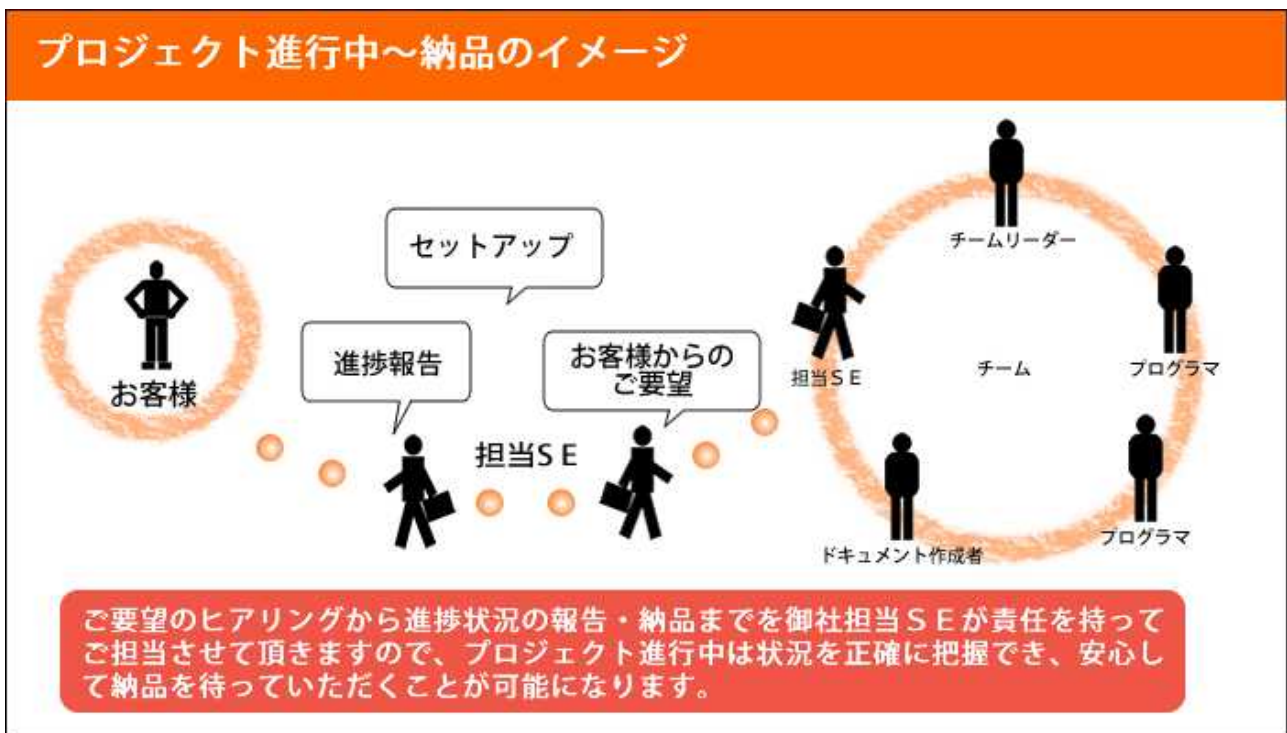 プロジェクト進行中～納品のイメージ
セットアップ
進捗報告
お客様からの
ご要望
お客様
担当ＳＥ
チームリーダー
担当ＳＥ
チーム
プログラマ
プログラマ
ドキュメント作成者
ご要望のヒアリングから進捗状況の報告・納品までを御社担当ＳＥが責任を持って
ご担当させて頂きますので、プロジェクト進行中は状況を正確に把握でき、安心し
て納品を待っていただくことが可能になります。